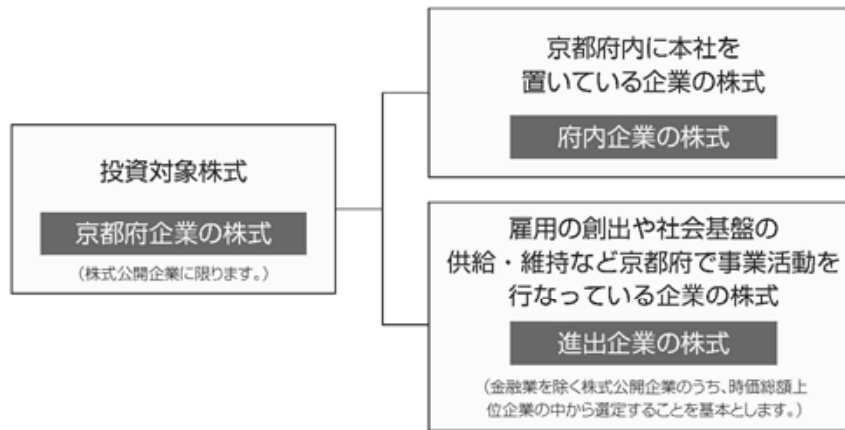 投資対象株式
京都府企業の株式
（株式公開企業に限ります。）
京都府内に本社を
置いている企業の株式
府内企業の株式
雇用の創出や社会基盤の
供給・維持など京都府で事業活動を
行なっている企業の株式
進出企業の株式
（金融業を除く株式公開企業のうち、時価総額上
位企業の中から選定することを基本とします。）